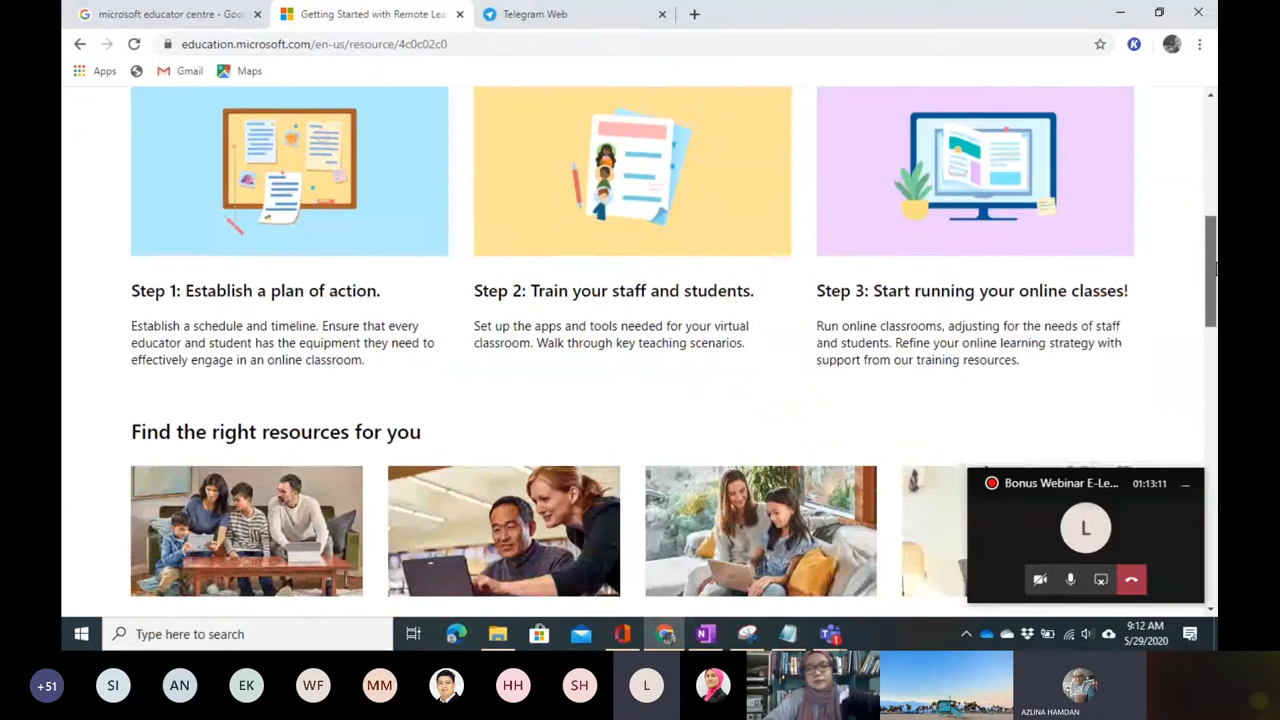 microsoft educator centre - Goo
Getting Started with Remote Lea
Telegram Web
education.microsoft.com/en-us/resource/4c0c02c0
K
Apps
Gmail
Maps
Step 1: Establish a plan of action.
Establish a schedule and timeline. Ensure that every
educator and student has the equipment they need to
effectively engage in an online classroom.
Step 2: Train your staff and students.
Set up the apps and tools needed for your virtual
classroom. Walk through key teaching scenarios.
Step 3: Start running your online classes!
Run online classrooms, adjusting for the needs of staff
and students. Refine your online learning strategy with
support from our training resources.
Find the right resources for you
Bonus Webinar E-Le...
01:13:11
L
Type here to search
9:12 AM
5/29/2020
+51
SI
AN
EK
WF
MM
HH
SH
L
AZLINA HAMDAN